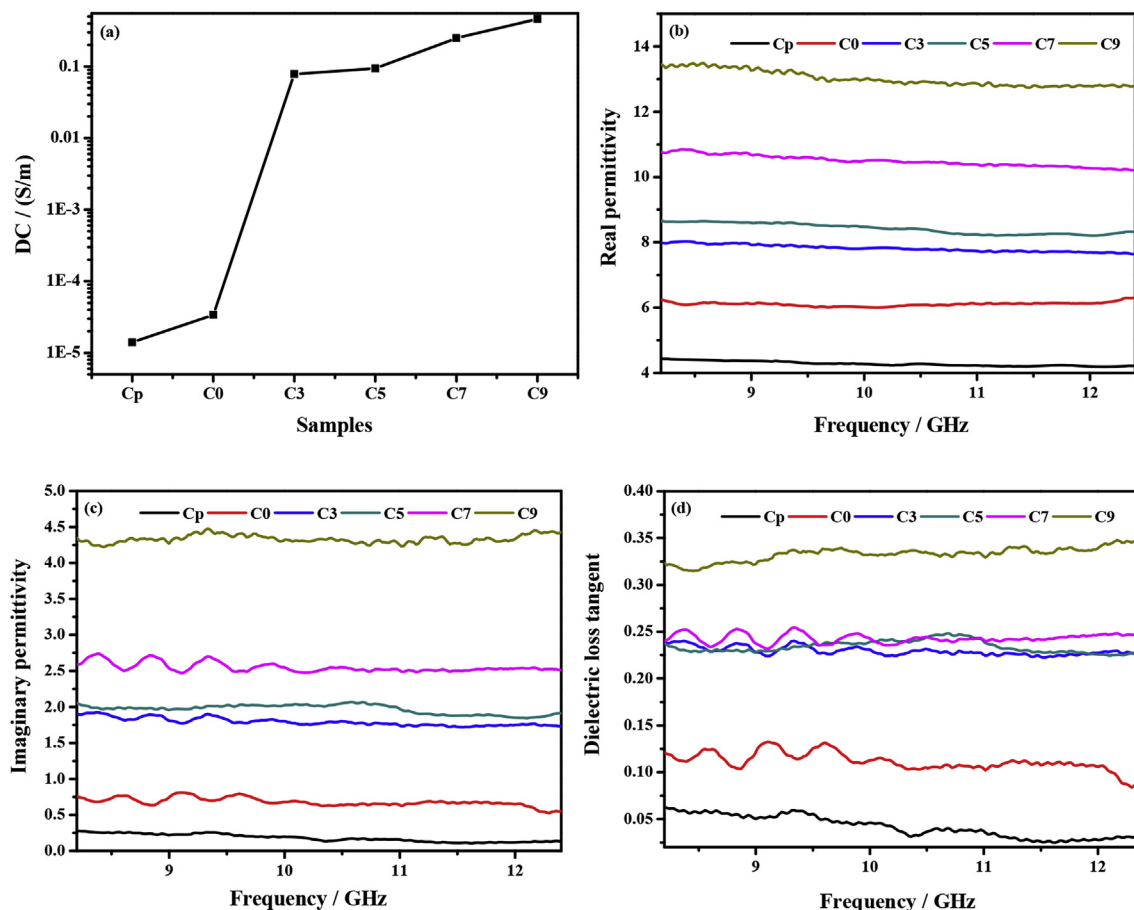 (a)
DC / (S/m)
0.1
0.01
1E-3
1E-4
1E-5
Cp C0 C3 C5 C7 C9
Samples
(b)
Cp C0 C3 C5 C7 C9
Real permittivity
14
12
10
8
6
4
9 10 11 12
Frequency / GHz
(c)
Cp C0 C3 C5 C7 C9
Imaginary permittivity
5.0
4.5
4.0
3.5
3.0
2.5
2.0
1.5
1.0
0.5
0.0
9 10 11 12
Frequency / GHz
(d)
Cp C0 C3 C5 C7 C9
Dielectric loss tangent
0.40
0.35
0.30
0.25
0.20
0.15
0.10
0.05
9 10 11 12
Frequency / GHz